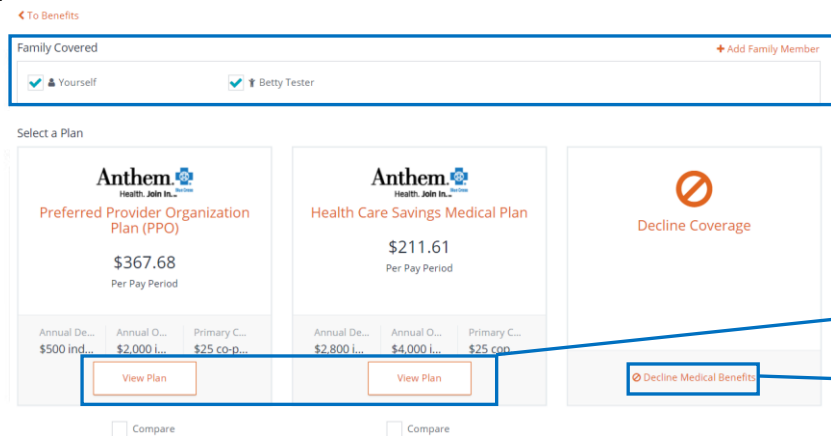 To Benefits
Family Covered
+ Add Family Member
Yourself
Betty Tester
Select a Plan
Anthem.
Health. Join In.
Preferred Provider Organization
Plan (PPO)
$367.68
Per Pay Period
Annual De... Annual O... Primary C...
$500 ind... $2,000 i... $25 co-p...
View Plan
Compare
Anthem.
Health. Join In.
Health Care Savings Medical Plan
$211.61
Per Pay Period
Annual De... Annual O... Primary C...
$2,800 i... $4,000 i... $25 cop
View Plan
Compare
Decline Coverage
Decline Medical Benefits